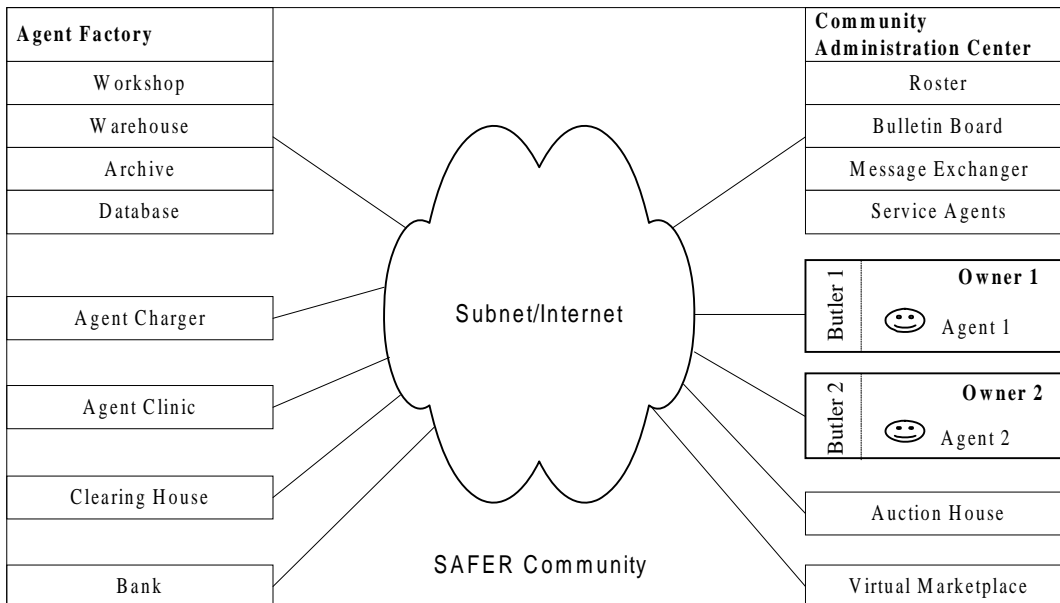 Agent Factory
Workshop
Warehouse
Archive
Database
Agent Charger
Agent Clinic
Clearing House
Bank
Subnet/Internet
SAFER Community
Community
Administration Center
Roster
Bulletin Board
Message Exchanger
Service Agents
Butler 1
Owner 1
Agent 1
Butler 2
Owner 2
Agent 2
Auction House
Virtual Marketplace